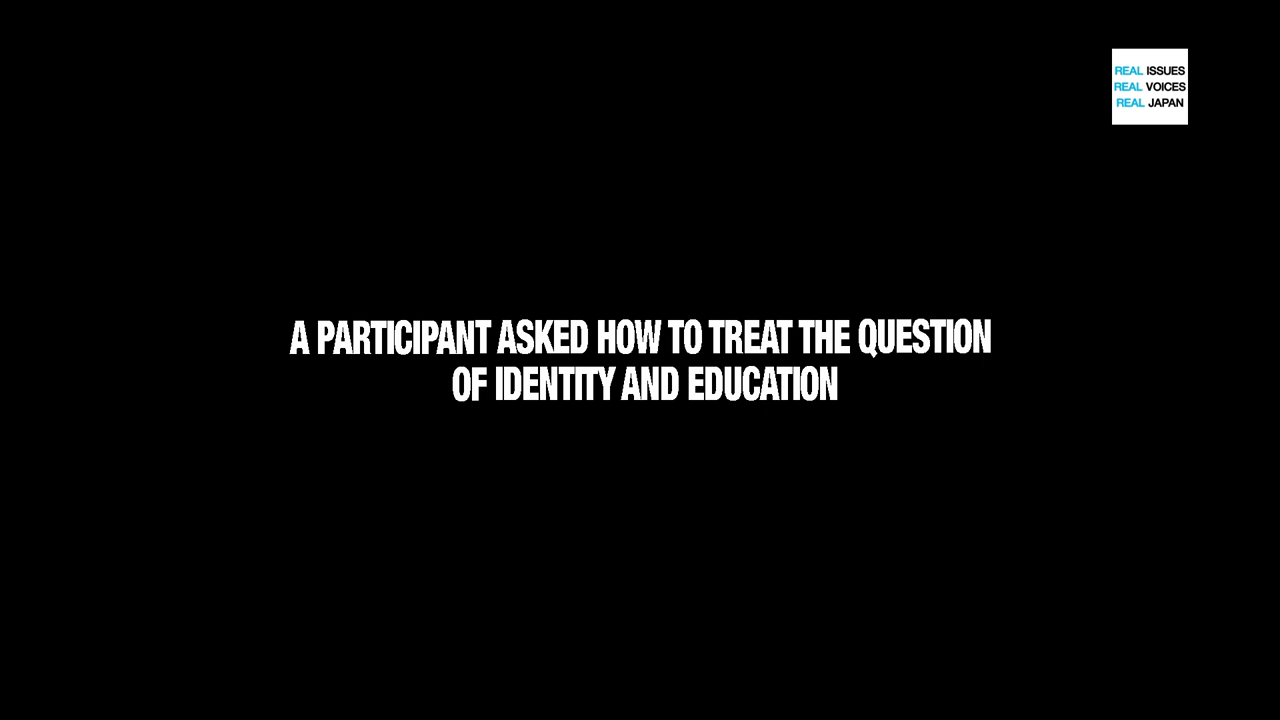 REAL ISSUES
REAL VOICES
REAL JAPAN
A PARTICIPANT ASKED HOW TO TREAT THE QUESTION
OF IDENTITY AND EDUCATION